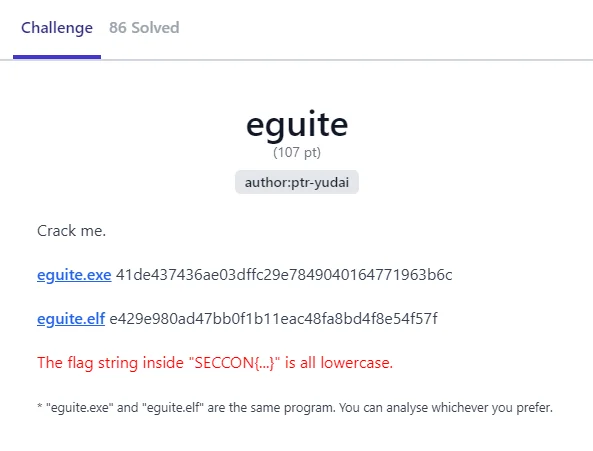 Challenge 86 Solved
eguite
(107 pt)
author:ptr-yudai
Crack me.
eguite.exe 41de437436ae03dffc29e7849040164771963b6c
eguite.elf e429e980ad47bb0f1b11eac48fa8bd4f8e54f57f
The flag string inside "SECCON{...}" is all lowercase.
* "eguite.exe" and "eguite.elf" are the same program. You can analyse whichever you prefer.